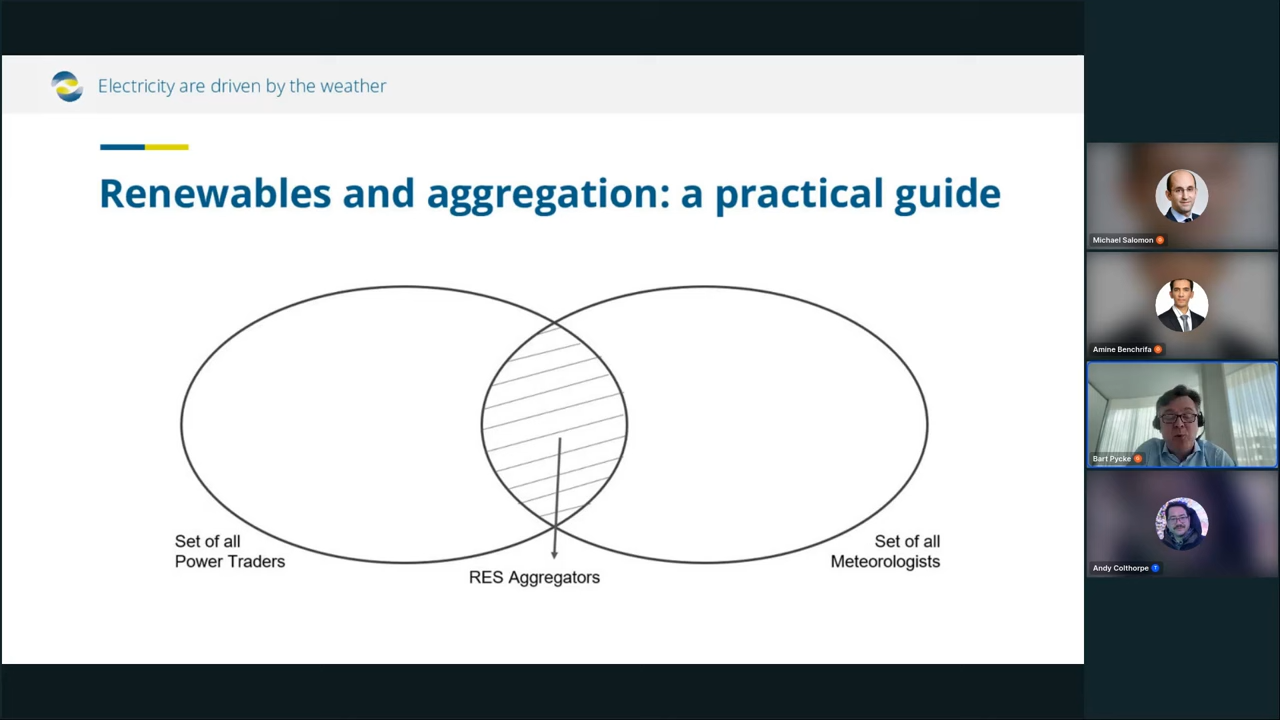 Electricity are driven by the weather
Renewables and aggregation: a practical guide
Set of all
Power Traders
RES Aggregators
Set of all
Meteorologists
Michael Salomon
Amine Benchrifa
Bart Pycke
Andy Colthorpe